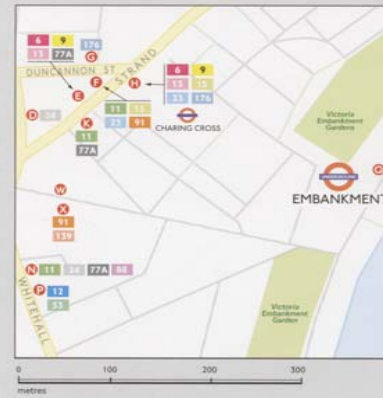 6 9 176
13 77A G
DUNCANNON ST
STRAND
6 9
13 15
23 176
F H
E
11 15
23 91
D 24
K
11
77A
CHARING CROSS
Victoria
Embankment
Gardens
UNDERGROUND
EMBANKMENT
W
X
91
139
N 11 24 77A 88
P 12
53
WHITEHALL
Victoria
Embankment
Garden
0 100 200 300
metres